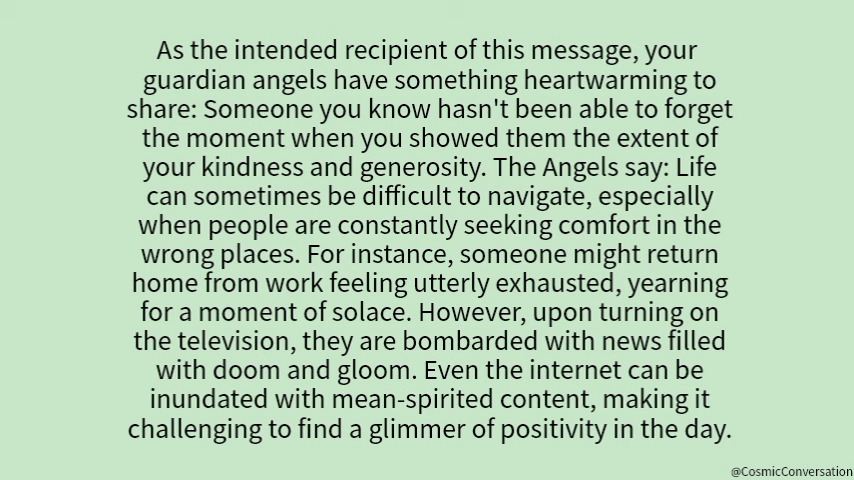 As the intended recipient of this message, your
guardian angels have something heartwarming to
share: Someone you know hasn't been able to forget
the moment when you showed them the extent of
your kindness and generosity. The Angels say: Life
can sometimes be difficult to navigate, especially
when people are constantly seeking comfort in the
wrong places. For instance, someone might return
home from work feeling utterly exhausted, yearning
for a moment of solace. However, upon turning on
the television, they are bombarded with news filled
with doom and gloom. Even the internet can be
inundated with mean-spirited content, making it
challenging to find a glimmer of positivity in the day.
@CosmicConversation